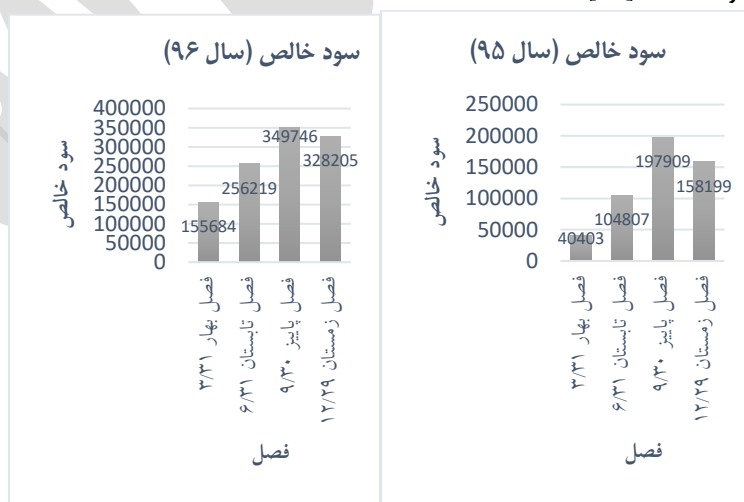 سود خالص (سال ۹۵)
250000
200000
150000
100000
50000
0
سود خالص
40403
104807
197909
158199
فصل بهار ۳/۳۱
فصل تابستان ۶/۳۱
فصل پاییز ۹/۳۰
فصل زمستان ۱۲/۲۹
فصل
سود خالص (سال ۹۶)
400000
350000
300000
250000
200000
150000
100000
50000
0
سود خالص
155684
256219
349746
328205
فصل بهار ۳/۳۱
فصل تابستان ۶/۳۱
فصل پاییز ۹/۳۰
فصل زمستان ۱۲/۲۹
فصل